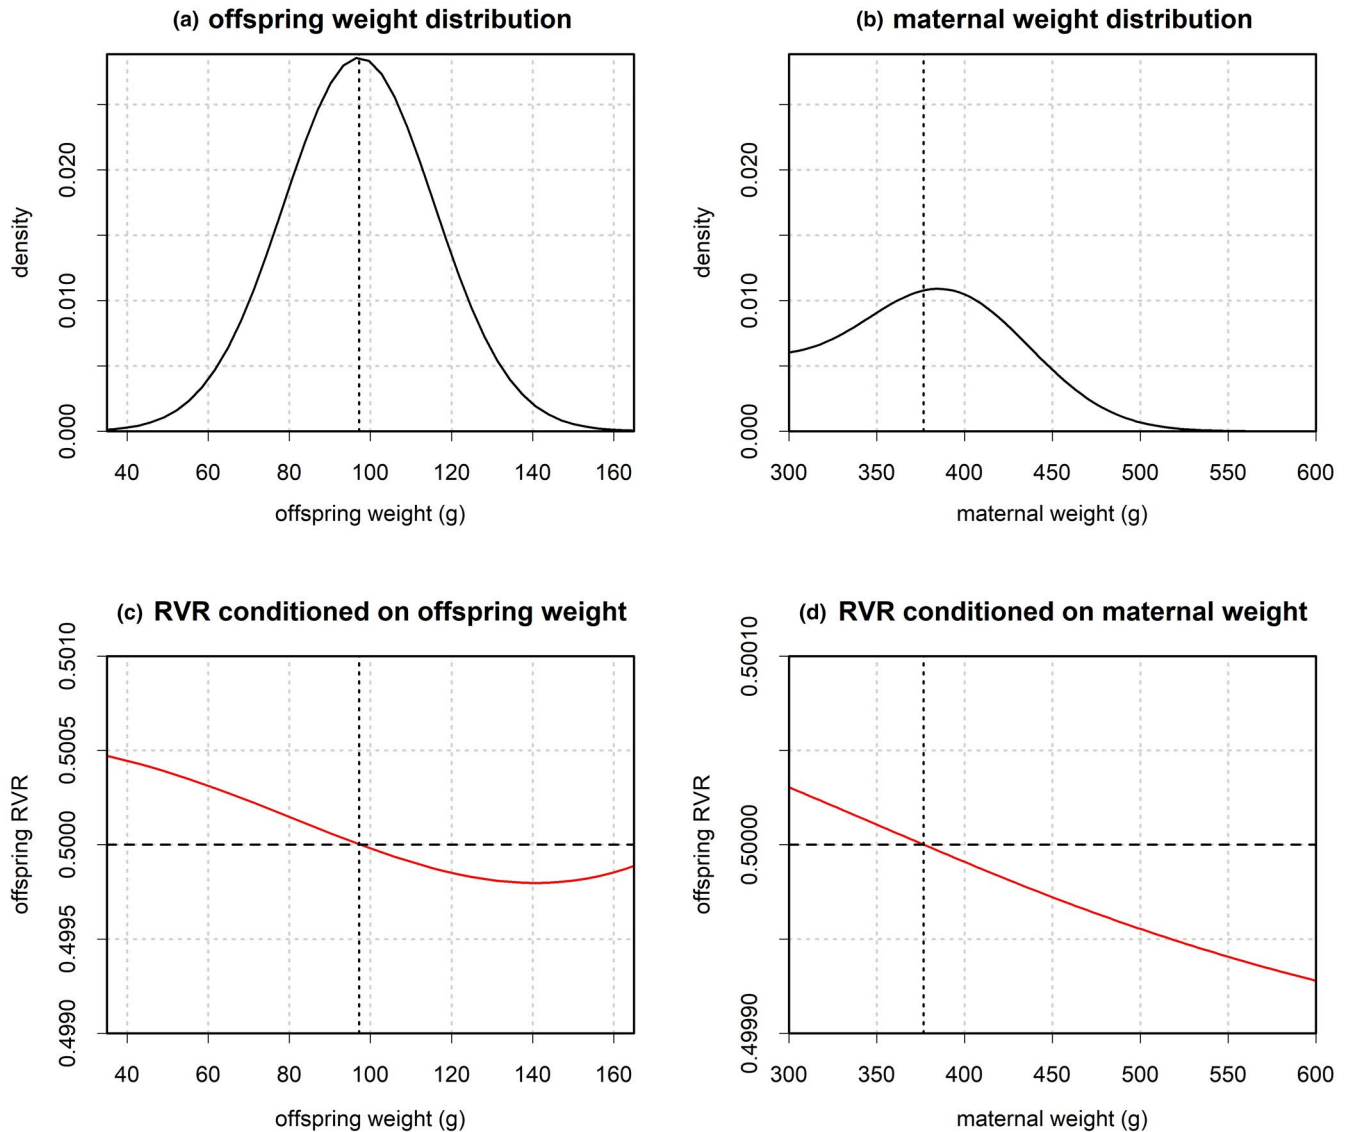 (a) offspring weight distribution
density
0.000 0.010 0.020
40 60 80 100 120 140 160
offspring weight (g)
(b) maternal weight distribution
density
0.000 0.010 0.020
300 350 400 450 500 550 600
maternal weight (g)
(c) RVR conditioned on offspring weight
offspring RVR
0.4990 0.4995 0.5000 0.5005 0.5010
40 60 80 100 120 140 160
offspring weight (g)
(d) RVR conditioned on maternal weight
offspring RVR
0.49990 0.50000 0.50010
300 350 400 450 500 550 600
maternal weight (g)